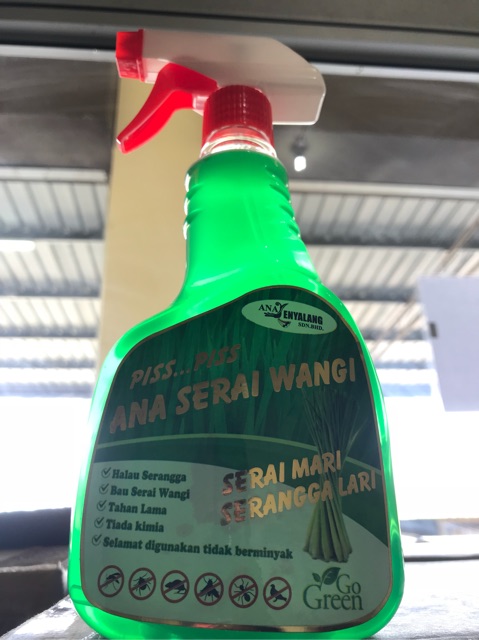 ANA ENYALANG
SDN.BHD.
PISS...PISS
ANA SERAI WANGI
SERAI MARI
SERANGGA LARI
Halau Serangga
Bau Serai Wangi
Tahan Lama
Tiada kimia
Selamat digunakan tidak berminyak
Go
Green